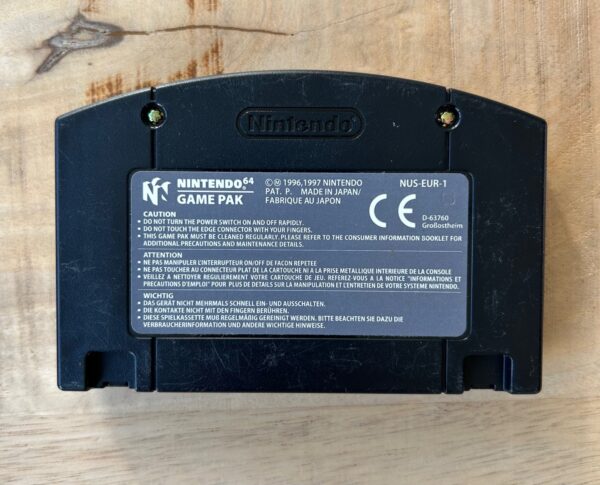 Nintendo
NINTENDO 64
GAME PAK
©Ⓜ 1996,1997 NINTENDO
PAT. P. MADE IN JAPAN/
FABRIQUE AU JAPON
NUS-EUR-1
CE
D-63760
Großostheim
CAUTION
• DO NOT TURN THE POWER SWITCH ON AND OFF RAPIDLY.
• DO NOT TOUCH THE EDGE CONNECTOR WITH YOUR FINGERS.
• THIS GAME PAK MUST BE CLEANED REGULARLY. PLEASE REFER TO THE CONSUMER INFORMATION BOOKLET FOR
ADDITIONAL PRECAUTIONS AND MAINTENANCE DETAILS.
ATTENTION
• NE PAS MANIPULER L'INTERRUPTEUR ON/OFF DE FACON REPETEE
• NE PAS TOUCHER AU CONNECTEUR PLAT DE LA CARTOUCHE NI A LA PRISE METALLIQUE INTERIEURE DE LA CONSOLE
• VEILLEZ A NETTOYER REGULIEREMENT VOTRE CARTOUCHE DE JEU. REFEREZ-VOUS A LA NOTICE "INFORMATIONS ET
PRECAUTIONS D'EMPLOI" POUR PLUS DE DETAILS SUR LA MANIPULATION ET L'ENTRETIEN DE VOTRE SYSTEME NINTENDO.
WICHTIG
• DAS GERÄT NICHT MEHRMALS SCHNELL EIN- UND AUSSCHALTEN.
• DIE KONTAKTE NICHT MIT DEN FINGERN BERÜHREN.
• DIESE SPIELKASSETTE MUß REGELMÄßIG GEREINIGT WERDEN. BITTE BEACHTEN SIE DAZU DIE
VERBRAUCHERINFORMATION UND ANDERE WICHTIGE HINWEISE.